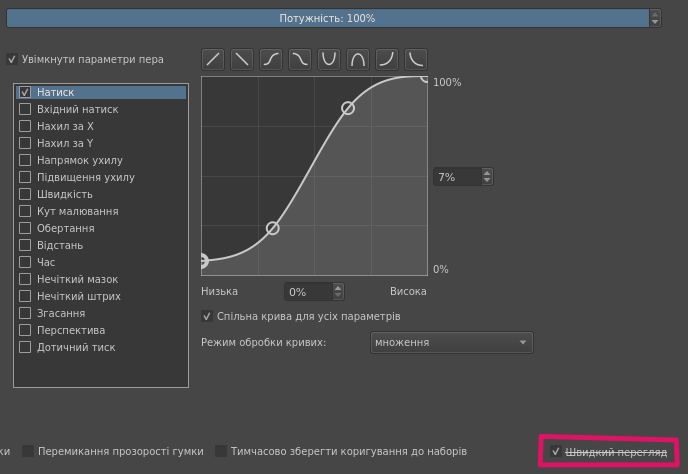 Потужність: 100%
Увімкнути параметри пера
Натиск
Вхідний натиск
Нахил за X
Нахил за Y
Напрямок ухилу
Підвищення ухилу
Швидкість
Кут малювання
Обертання
Відстань
Час
Нечіткий мазок
Нечіткий штрих
Згасання
Перспектива
Дотичний тиск
100%
7%
0%
Низька
0%
Висока
Спільна крива для усіх параметрів
Режим обробки кривих:
множення
ки
Перемикання прозорості гумки
Тимчасово зберегти коригування до наборів
Швидкий перегляд